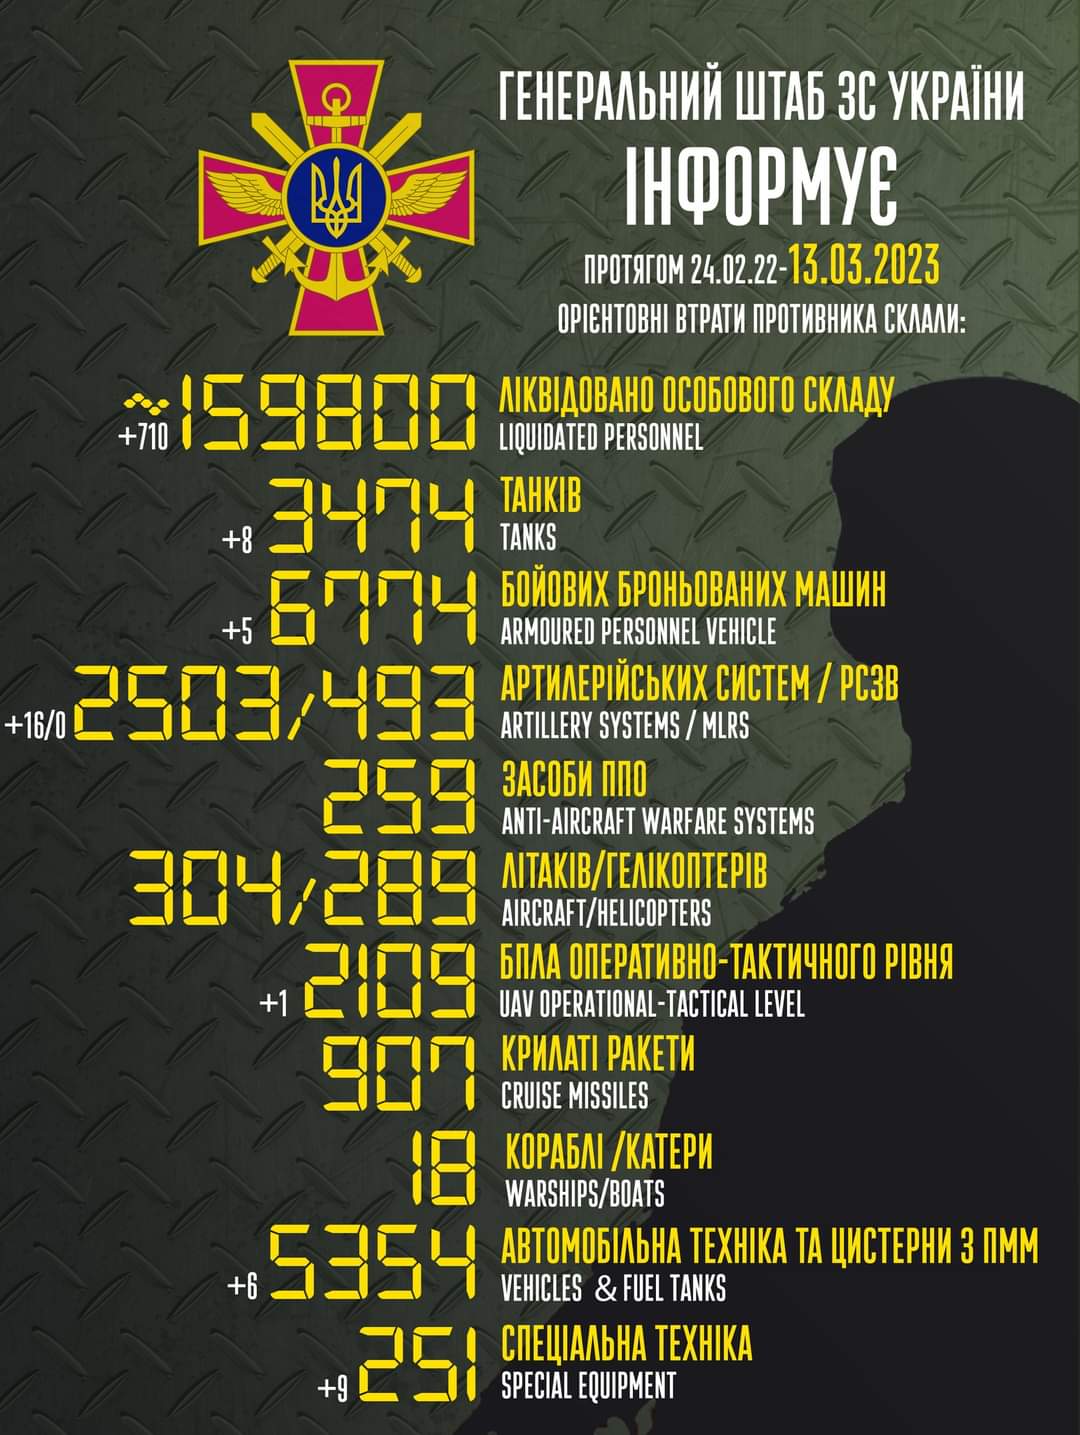 ГЕНЕРАЛЬНИЙ ШТАБ ЗС УКРАЇНИ
ІНФОРМУЄ
ПРОТЯГОМ 24.02.22-13.03.2023
ОРІЄНТОВНІ ВТРАТИ ПРОТИВНИКА СКЛАЛИ:
+710 ~159800 ЛІКВІДОВАНО ОСОБОВОГО СКЛАДУ
LIQUIDATED PERSONNEL
+8 3474 ТАНКІВ
TANKS
+5 6774 БОЙОВИХ БРОНЬОВАНИХ МАШИН
ARMOURED PERSONNEL VEHICLE
+16/0 2503/493 АРТИЛЕРІЙСЬКИХ СИСТЕМ / РСЗВ
ARTILLERY SYSTEMS / MLRS
259 ЗАСОБИ ППО
ANTI-AIRCRAFT WARFARE SYSTEMS
304/289 ЛІТАКІВ/ГЕЛІКОПТЕРІВ
AIRCRAFT/HELICOPTERS
+1 2109 БПЛА ОПЕРАТИВНО-ТАКТИЧНОГО РІВНЯ
UAV OPERATIONAL-TACTICAL LEVEL
907 КРИЛАТІ РАКЕТИ
CRUISE MISSILES
18 КОРАБЛІ /КАТЕРИ
WARSHIPS/BOATS
+6 5354 АВТОМОБІЛЬНА ТЕХНІКА ТА ЦИСТЕРНИ З ПММ
VEHICLES & FUEL TANKS
+9 251 СПЕЦІАЛЬНА ТЕХНІКА
SPECIAL EQUIPMENT